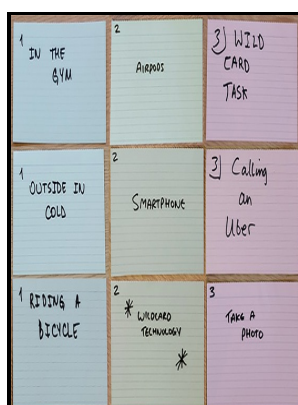 1
IN THE
GYM
2
AIRPODS
3) WILD
CARD
TASK
1
OUTSIDE IN
COLD
2
SMARTPHONE
3) Calling
an
Uber
1 RIDING A
BICYCLE
2
* WILDCARD
TECHNOLOGY
*
3
TAKE A
PHOTO